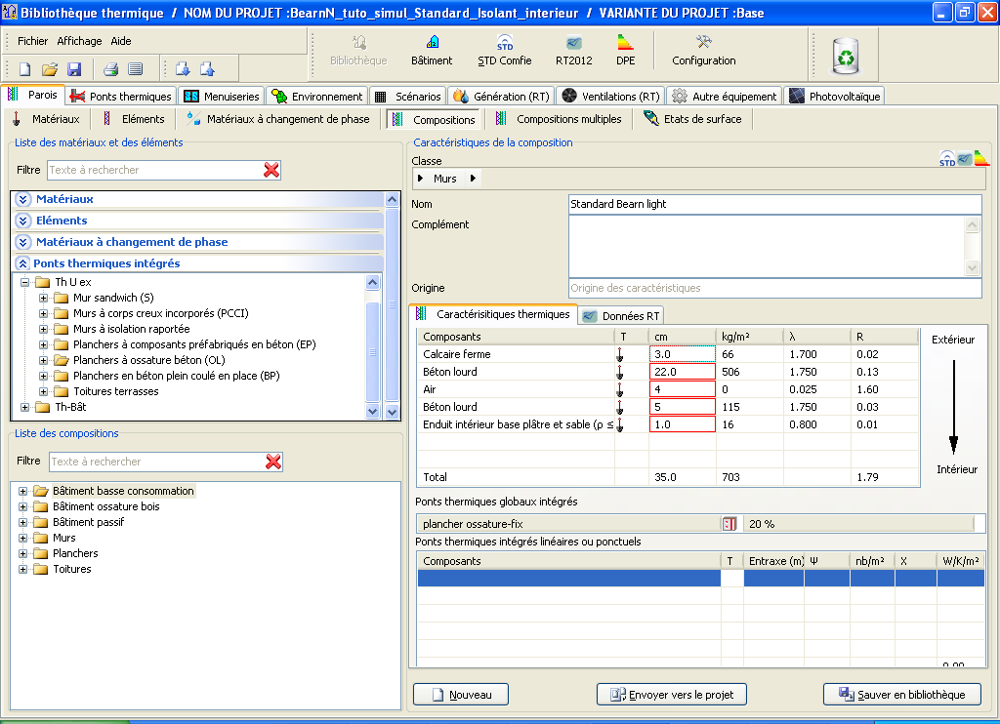 Bibliothèque thermique / NOM DU PROJET :BearnN_tuto_simul_Standard_Isolant_interieur / VARIANTE DU PROJET :Base
Fichier Affichage Aide
Bibliothèque Bâtiment STD Comfie RT2012 DPE Configuration
Parois Ponts thermiques Menuiseries Environnement Scénarios Génération (RT) Ventilations (RT) Autre équipement Photovoltaïque
Matériaux Eléments Matériaux à changement de phase Compositions Compositions multiples Etats de surface
Liste des matériaux et des éléments
Filtre Texte à rechercher
Matériaux
Eléments
Matériaux à changement de phase
Ponts thermiques intégrés
Th U ex
Mur sandwich (S)
Murs à corps creux incorporés (PCCI)
Murs à isolation raportée
Planchers à composants préfabriqués en béton (EP)
Planchers à ossature béton (OL)
Planchers en béton plein coulé en place (BP)
Toitures terrasses
Th-Bât
Liste des compositions
Filtre Texte à rechercher
Bâtiment basse consommation
Bâtiment ossature bois
Bâtiment passif
Murs
Planchers
Toitures
Caractéristiques de la composition
Classe
STD
Murs
Nom Standard Bearn light
Complément
Origine Origine des caractéristiques
Caractérisitiques thermiques Données RT
Composants T cm kg/m² λ R
Calcaire ferme 3.0 66 1.700 0.02
Béton lourd 22.0 506 1.750 0.13
Air 4 0 0.025 1.60
Béton lourd 5 115 1.750 0.03
Enduit intérieur base plâtre et sable (ρ ≤ 1.0 16 0.800 0.01
Total 35.0 703 1.79
Extérieur
Intérieur
Ponts thermiques globaux intégrés
plancher ossature-fix 20 %
Ponts thermiques intégrés linéaires ou ponctuels
Composants T Entraxe (m) Ψ nb/m² X W/K/m²
0.00
Nouveau Envoyer vers le projet Sauver en bibliothèque